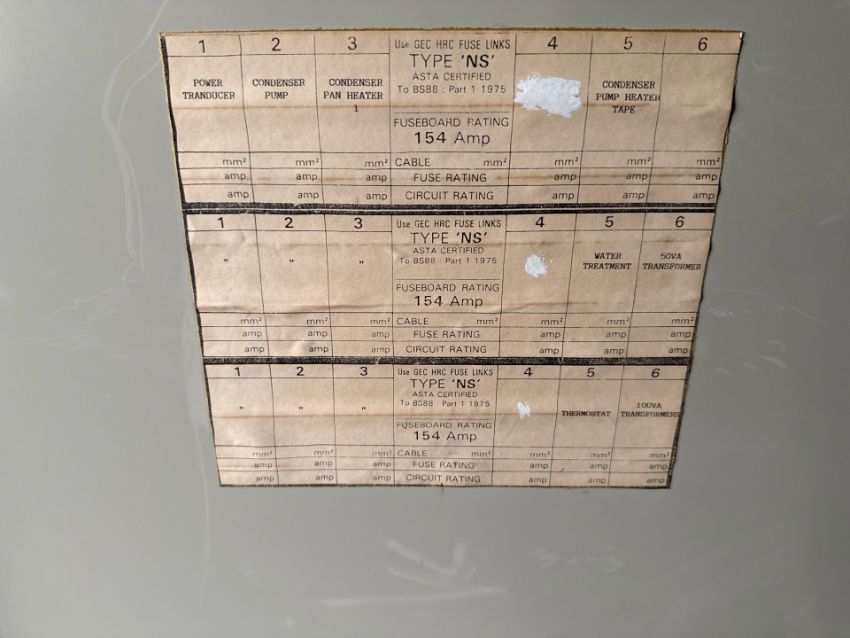 1 2 3 Use GEC HRC FUSE LINKS 4 5 6
TYPE 'NS'
ASTA CERTIFIED
To BS88 : Part 1 1975
POWER TRANDUCER
CONDENSER PUMP
CONDENSER PAN HEATER 1
CONDENSER PUMP HEATER TAPE
FUSEBOARD RATING
154 Amp
mm² mm² mm² CABLE mm² mm² mm² mm²
amp amp amp FUSE RATING amp amp amp
amp amp amp CIRCUIT RATING amp amp amp
1 2 3 Use GEC HRC FUSE LINKS 4 5 6
TYPE 'NS'
ASTA CERTIFIED
To BS88 : Part 1 1975
" " "
WATER TREATMENT
50VA TRANSFORMER
FUSEBOARD RATING
154 Amp
mm² mm² mm² CABLE mm² mm² mm² mm²
amp amp amp FUSE RATING amp amp amp
amp amp amp CIRCUIT RATING amp amp amp
1 2 3 Use GEC HRC FUSE LINKS 4 5 6
TYPE 'NS'
ASTA CERTIFIED
To BS88 : Part 1 1975
" " "
THERMOSTAT
100VA TRANSFORMERS
FUSEBOARD RATING
154 Amp
mm² mm² mm² CABLE mm² mm² mm² mm²
amp amp amp FUSE RATING amp amp amp
amp amp amp CIRCUIT RATING amp amp amp